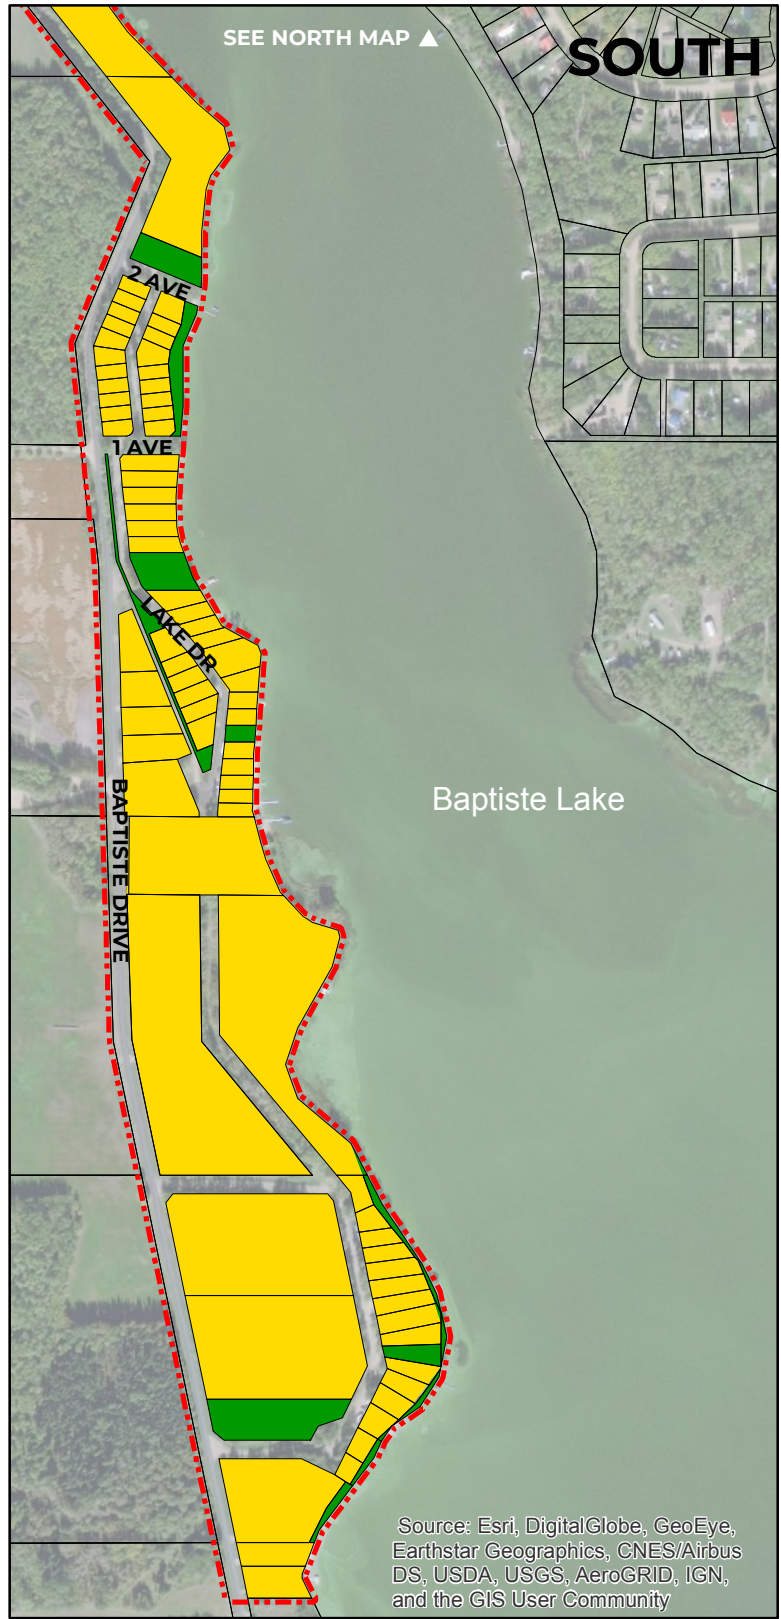 SEE NORTH MAP ▲
SOUTH
2 AVE
1 AVE
LAKE DR
BAPTISTE DRIVE
Baptiste Lake
Source: Esri, DigitalGlobe, GeoEye,
Earthstar Geographics, CNES/Airbus
DS, USDA, USGS, AeroGRID, IGN,
and the GIS User Community